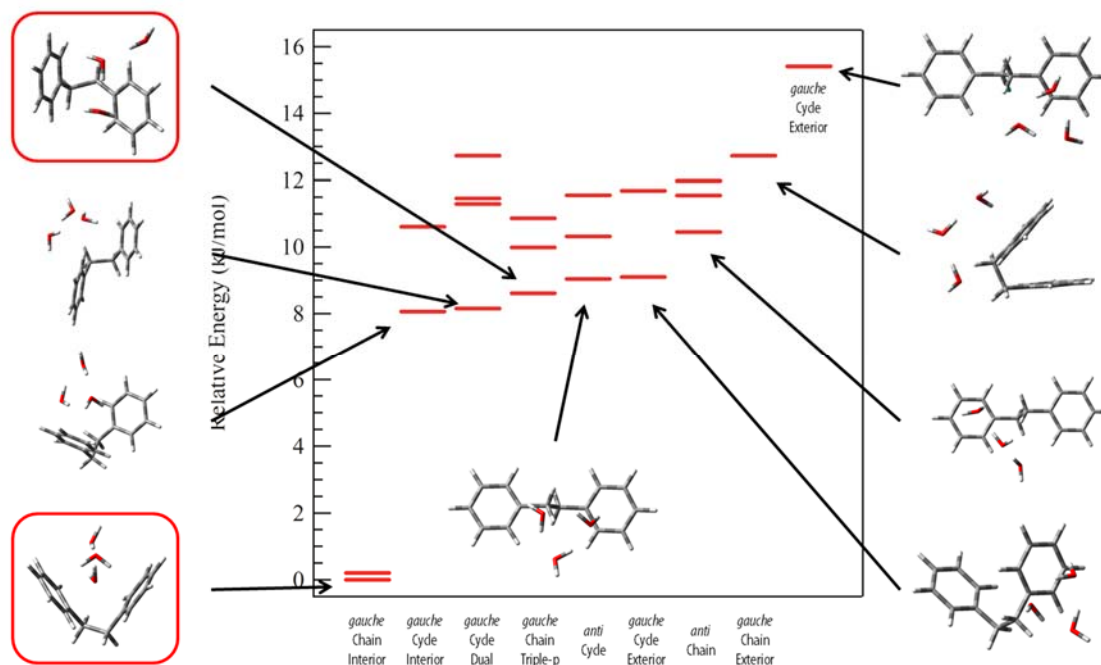 16
14
12
10
8
6
4
2
0
Relative Energy (kJ/mol)
gauche
Cycle
Exterior
gauche
Chain
Interior
gauche
Cycle
Interior
gauche
Cycle
Dual
gauche
Chain
Triple-p
anti
Cycle
gauche
Cycle
Exterior
anti
Chain
gauche
Chain
Exterior